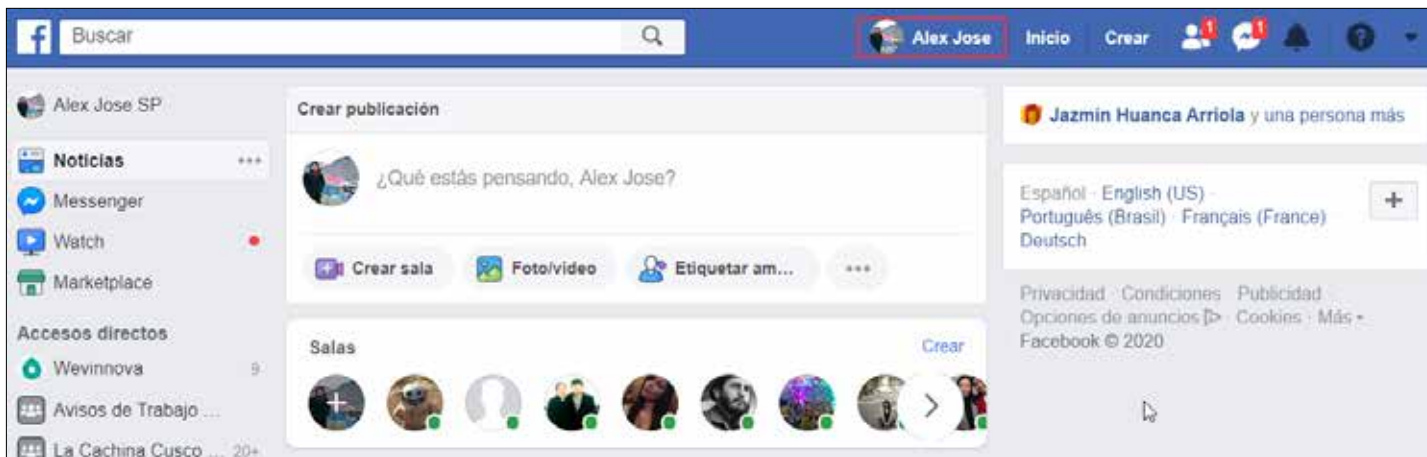 f Buscar
Alex Jose Inicio Crear 1 1
Alex Jose SP
Noticias
Messenger
Watch
Marketplace
Accesos directos
Wevinnova 9
Avisos de Trabajo ...
La Cachina Cusco ... 20+
Crear publicación
¿Qué estás pensando, Alex Jose?
Crear sala Foto/video Etiquetar am...
Salas Crear
Jazmin Huanca Arriola y una persona más
Español · English (US) ·
Português (Brasil) · Français (France) ·
Deutsch
Privacidad · Condiciones · Publicidad ·
Opciones de anuncios · Cookies · Más
Facebook © 2020